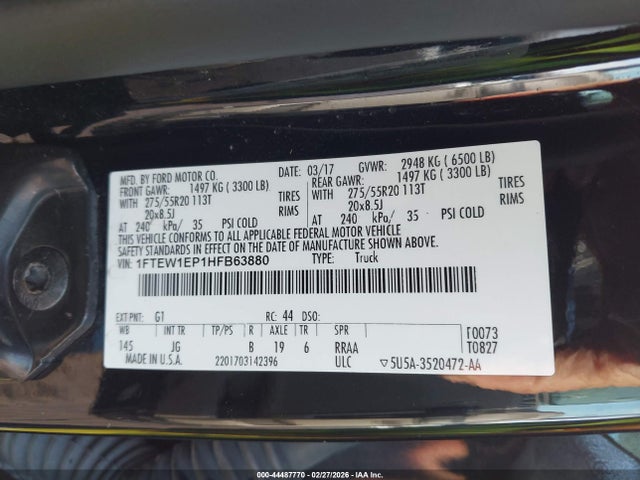 MFD. BY FORD MOTOR CO.
DATE: 03/17 GVWR: 2948 KG ( 6500 LB)
FRONT GAWR: 1497 KG ( 3300 LB) REAR GAWR: 1497 KG ( 3300 LB)
WITH 275/55R20 113T TIRES WITH 275/55R20 113T TIRES
20x8.5J RIMS 20x8.5J RIMS
AT 240 kPa/ 35 PSI COLD AT 240 kPa/ 35 PSI COLD
THIS VEHICLE CONFORMS TO ALL APPLICABLE FEDERAL MOTOR VEHICLE
SAFETY STANDARDS IN EFFECT ON THE DATE OF MANUFACTURE SHOWN ABOVE.
VIN: 1FTEW1EP1HFB63880 TYPE: Truck
EXT PNT: G1 RC: 44 DSO:
WB INT TR TP/PS R AXLE TR SPR T0073
145 JG B 19 6 RRAA T0827
MADE IN U.S.A. 2201703142396 ULC ▽5U5A-3520472-AA
000-44487770 - 02/27/2026 - IAA Corp.